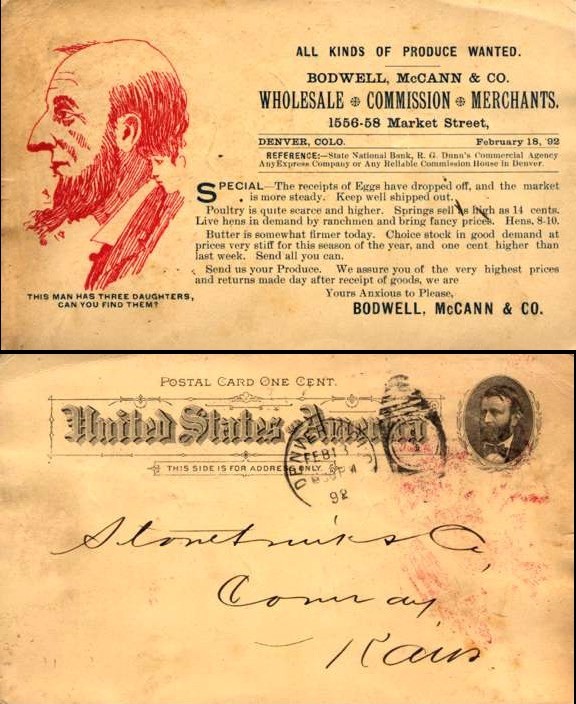 ALL KINDS OF PRODUCE WANTED.
BODWELL, McCANN & CO.
WHOLESALE COMMISSION MERCHANTS.
1556-58 Market Street,
DENVER, COLO. February 18, '92
REFERENCE:—State National Bank, R. G. Dunn's Commercial Agency
Any Express Company or Any Reliable Commission House in Denver.
SPECIAL—The receipts of Eggs have dropped off, and the market
is more steady. Keep well shipped out.
Poultry is quite scarce and higher. Springs sell as high as 14 cents.
Live hens in demand by ranchmen and bring fancy prices. Hens, 8-10.
Butter is somewhat firmer today. Choice stock in good demand at
prices very stiff for this season of the year, and one cent higher than
last week. Send all you can.
Send us your Produce. We assure you of the very highest prices
and returns made day after receipt of goods, we are
Yours Anxious to Please,
BODWELL, McCANN & CO.
THIS MAN HAS THREE DAUGHTERS,
CAN YOU FIND THEM?
POSTAL CARD ONE CENT.
United States of America
THIS SIDE IS FOR ADDRESS ONLY.
DENVER
FEB 1
92
Co,
Conway
Kans.